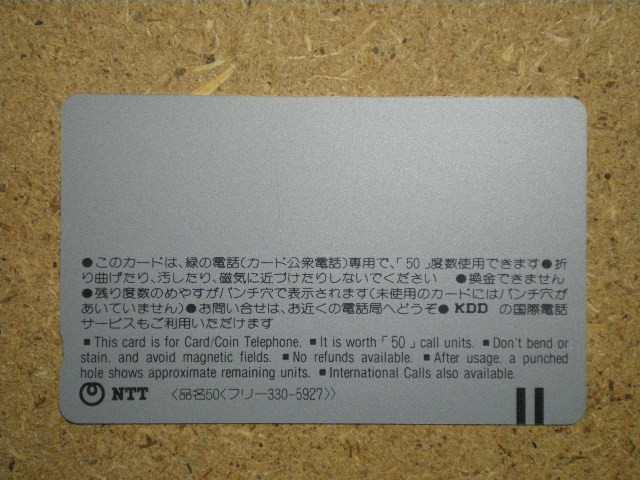 ●このカードは、緑の電話(カード公衆電話)専用で、「50」度数使用できます●折
り曲げたり、汚したり、磁気に近づけたりしないでください　●換金できません
●残り度数のめやすがパンチ穴で表示されます(未使用のカードにはパンチ穴が
あいていません)●お問い合せは、お近くの電話局へどうぞ● KDD の国際電話
サービスもご利用いただけます
■ This card is for Card/Coin Telephone. ■ It is worth「50」call units. ■ Don't bend or
stain, and avoid magnetic fields. ■ No refunds available. ■ After usage, a punched
hole shows approximate remaining units. ■ International Calls also available.
NTT 〈品名50〈フリー330-5927〉〉